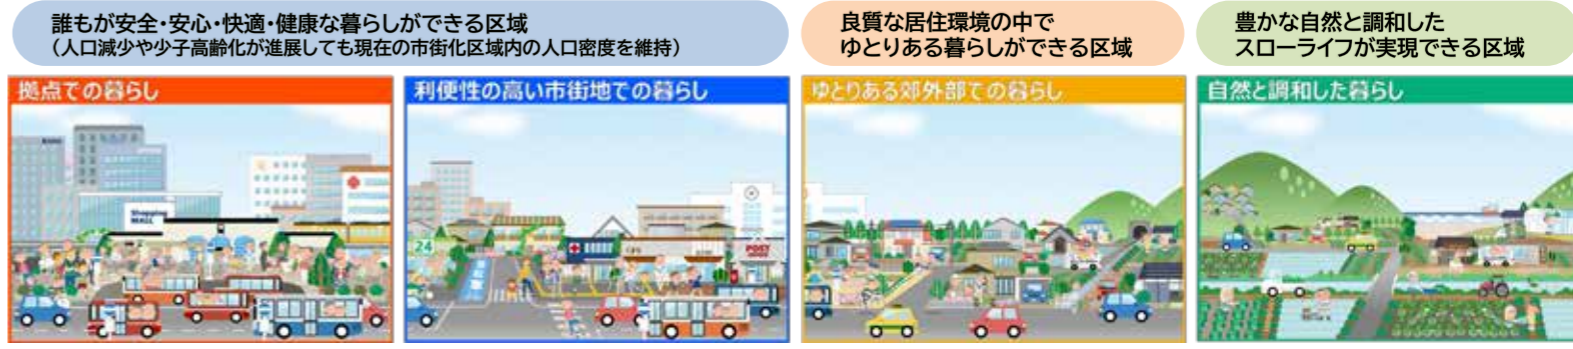 誰もが安全・安心・快適・健康な暮らしができる区域
（人口減少や少子高齢化が進展しても現在の市街化区域内の人口密度を維持）
良質な居住環境の中で
ゆとりある暮らしができる区域
豊かな自然と調和した
スローライフが実現できる区域
拠点での暮らし
利便性の高い市街地での暮らし
ゆとりある郊外部での暮らし
自然と調和した暮らし
Shopping
MALL
24
POST